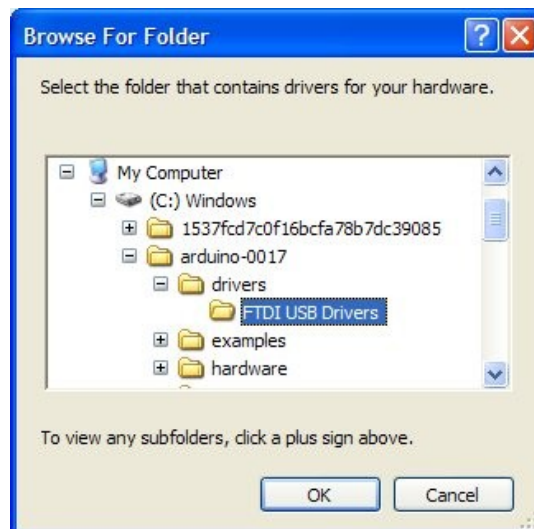 Browse For Folder
Select the folder that contains drivers for your hardware.
My Computer
(C:) Windows
1537fcd7c0f16bcfa78b7dc39085
arduino-0017
drivers
FTDI USB Drivers
examples
hardware
To view any subfolders, click a plus sign above.
OK
Cancel